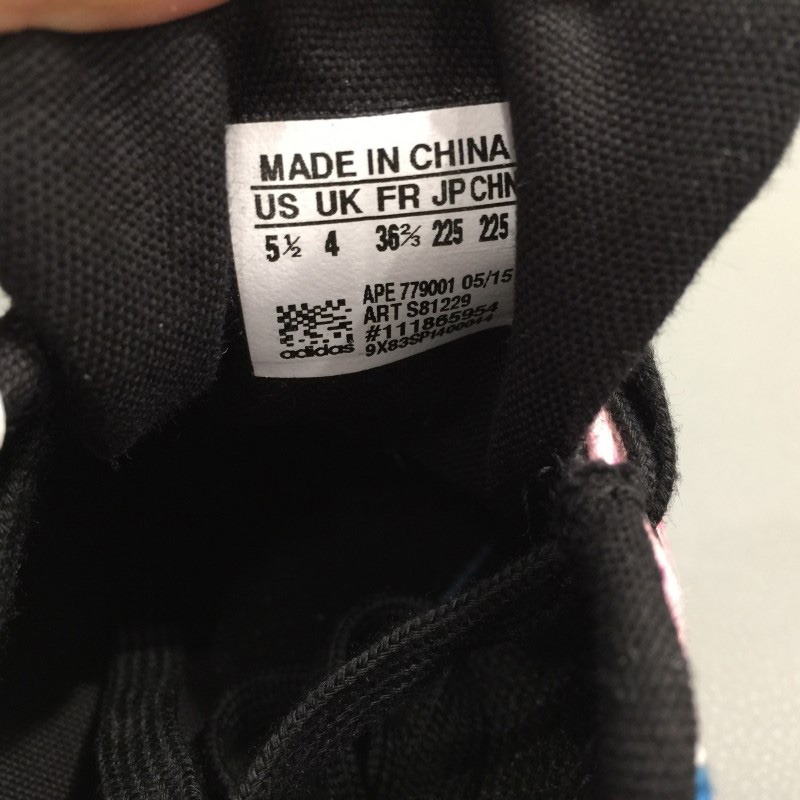 MADE IN CHINA
US UK FR JP CHN
5½ 4 36⅔ 225 225
APE 779001 05/15
ART S81229
#111865954
9X83SP1400044
adidas